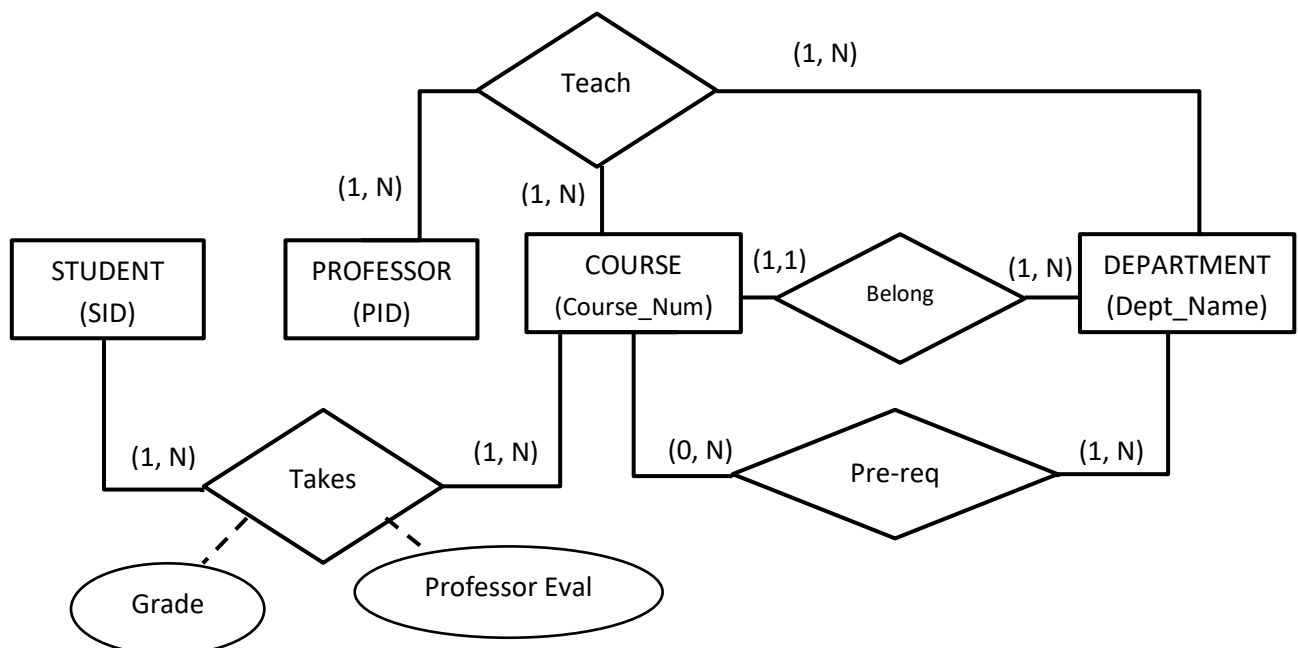 (1, N)
Teach
(1, N)
(1, N)
STUDENT
(SID)
PROFESSOR
(PID)
COURSE
(Course_Num)
(1,1)
Belong
(1, N)
DEPARTMENT
(Dept_Name)
(1, N)
Takes
(1, N)
(0, N)
Pre-req
(1, N)
Grade
Professor Eval